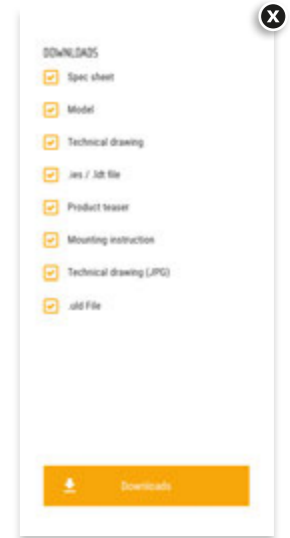 X
DOWNLOADS
Spec sheet
Model
Technical drawing
.ies / .ldt file
Product teaser
Mounting instruction
Technical drawing (JPG)
.uld File
Downloads